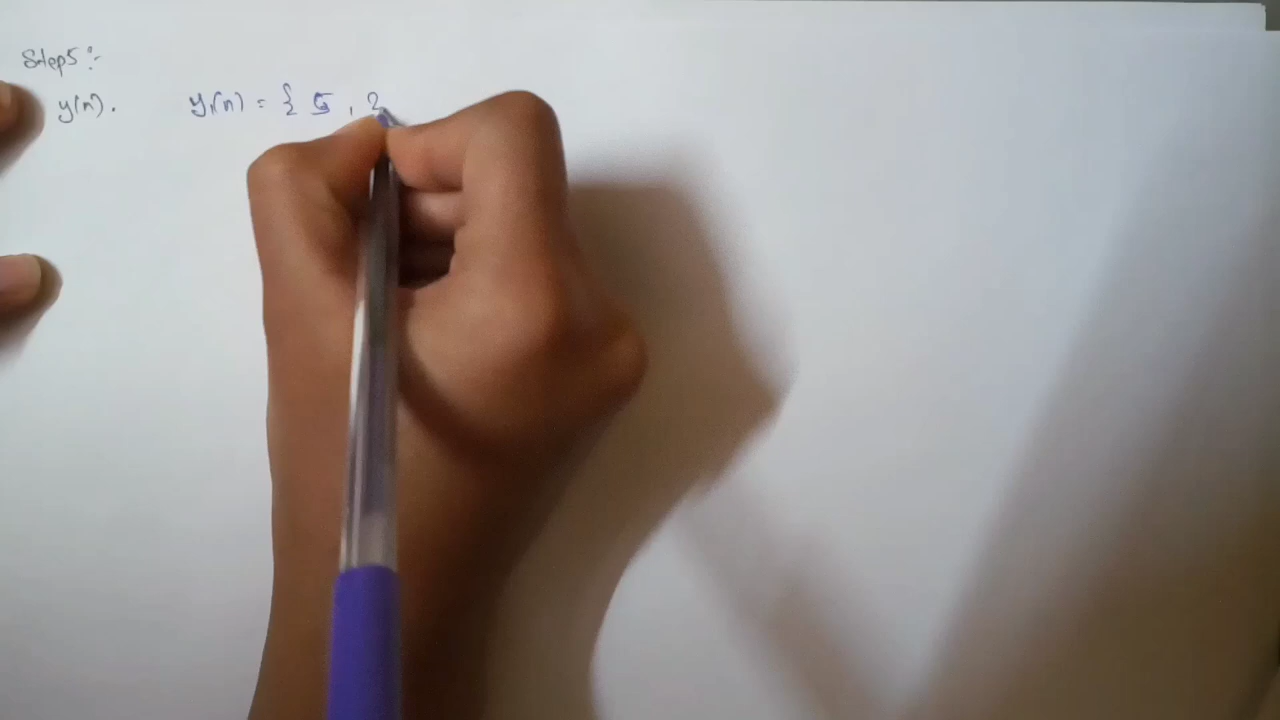 Step5:-
y(n). y₁(n) = { 5 , 2